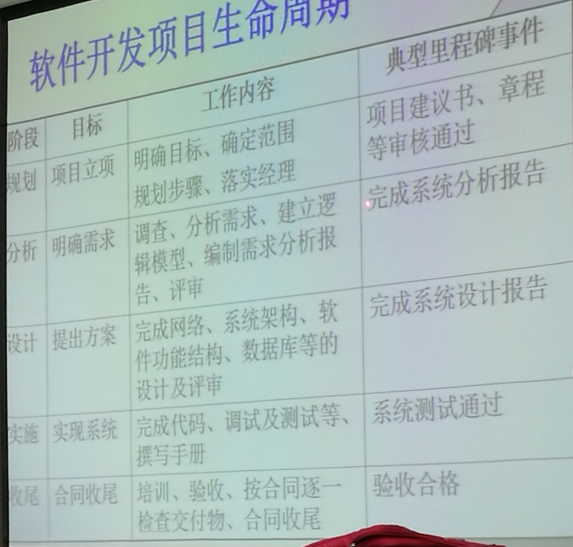 软件开发项目生命周期
阶段 目标 工作内容 典型里程碑事件
规划 项目立项 明确目标、确定范围
规划步骤、落实经理 项目建议书、章程
等审核通过
分析 明确需求 调查、分析需求、建立逻
辑模型、编制需求分析报
告、评审 完成系统分析报告
设计 提出方案 完成网络、系统架构、软
件功能结构、数据库等的
设计及评审 完成系统设计报告
实施 实现系统 完成代码、调试及测试等、
撰写手册 系统测试通过
收尾 合同收尾 培训、验收、按合同逐一
检查交付物、合同收尾 验收合格